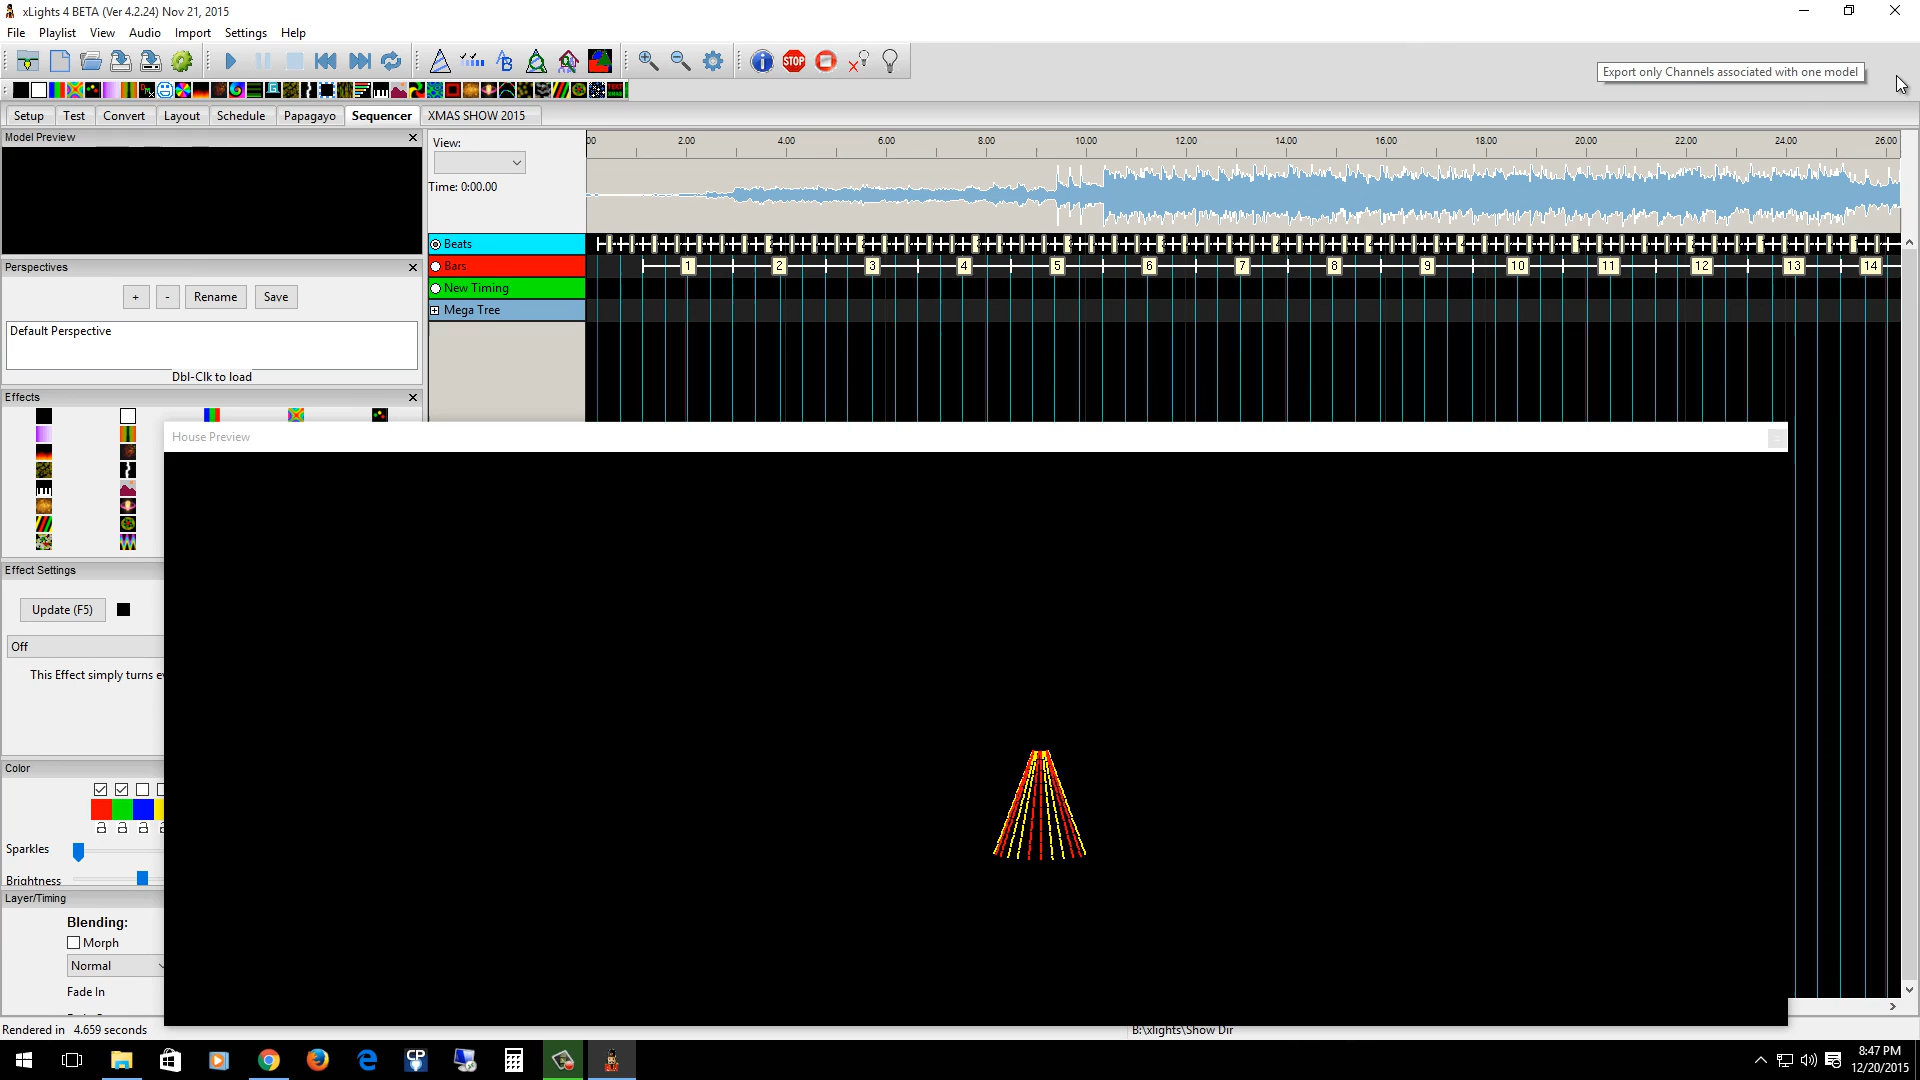 xLights 4 BETA (Ver 4.2.24) Nov 21, 2015
File Playlist View Audio Import Settings Help
STOP
Export only Channels associated with one model
Setup Test Convert Layout Schedule Papagayo Sequencer XMAS SHOW 2015
Model Preview
View:
Time: 0:00.00
00 2.00 4.00 6.00 8.00 10.00 12.00 14.00 16.00 18.00 20.00 22.00 24.00 26.00
Beats
Bars 1 2 3 4 5 6 7 8 9 10 11 12 13 14
New Timing
Mega Tree
Perspectives
+ - Rename Save
Default Perspective
Dbl-Clk to load
Effects
House Preview
Effect Settings
Update (F5)
Off
This Effect simply turns ev
Color
Sparkles
Brightness
Layer/Timing
Blending:
Morph
Normal
Fade In
Rendered in 4.659 seconds
B:\xlights\Show Dir
CP
8:47 PM
12/20/2015